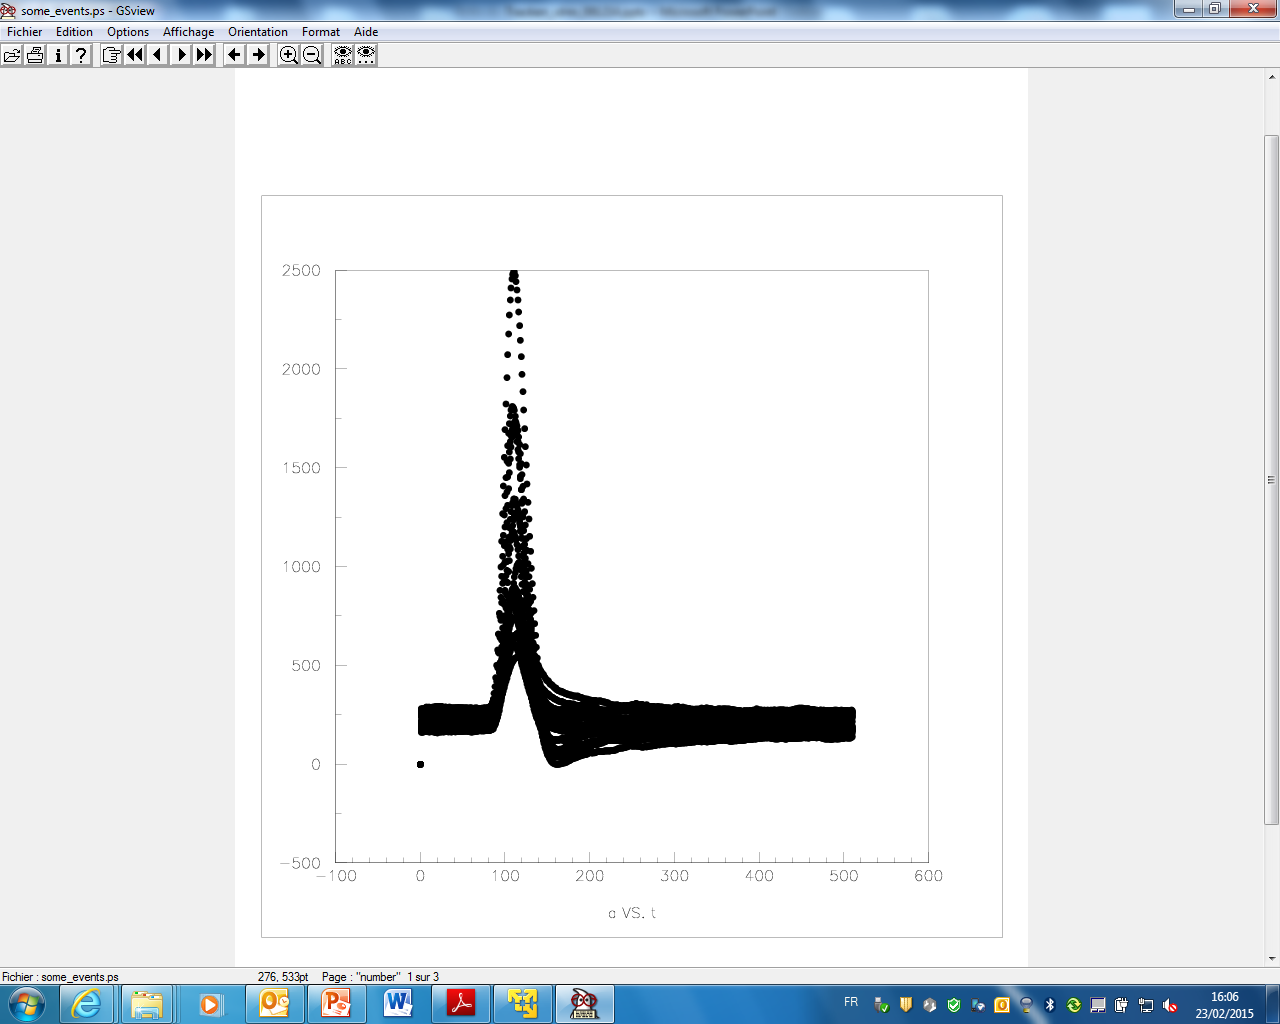 some_events.ps - GSview
Fichier Edition Options Affichage Orientation Format Aide
ABC
2500
2000
1500
1000
500
0
-500
-100 0 100 200 300 400 500 600
a VS. t
Fichier : some_events.ps 276, 533pt Page : "number" 1 sur 3
FR
16:06
23/02/2015